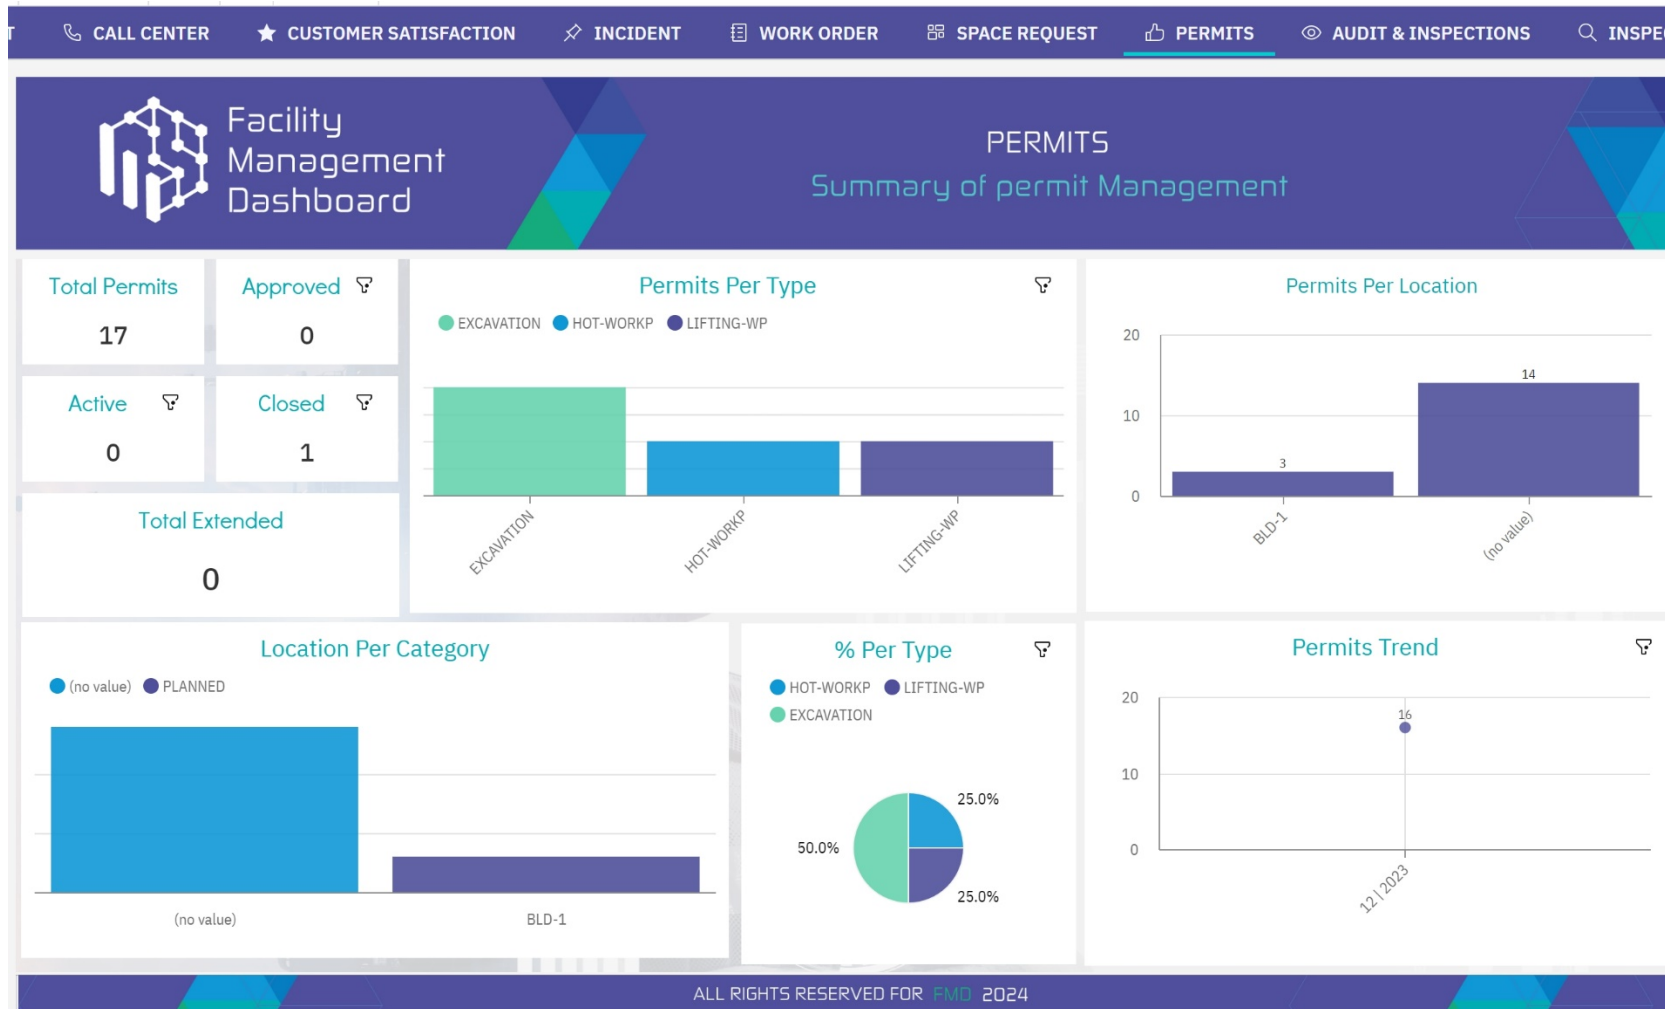 T
CALL CENTER
CUSTOMER SATISFACTION
INCIDENT
WORK ORDER
SPACE REQUEST
PERMITS
AUDIT & INSPECTIONS
INSPE
Facility
Management
Dashboard
PERMITS
Summary of permit Management
Total Permits
17
Approved
0
Active
0
Closed
1
Total Extended
0
Permits Per Type
EXCAVATION HOT-WORKP LIFTING-WP
EXCAVATION
HOT-WORKP
LIFTING-WP
Permits Per Location
20
10
0
3
14
BLD-1
(no value)
Location Per Category
(no value) PLANNED
(no value)
BLD-1
% Per Type
HOT-WORKP LIFTING-WP
EXCAVATION
25.0%
50.0%
25.0%
Permits Trend
20
10
0
16
12 | 2023
ALL RIGHTS RESERVED FOR FMD 2024